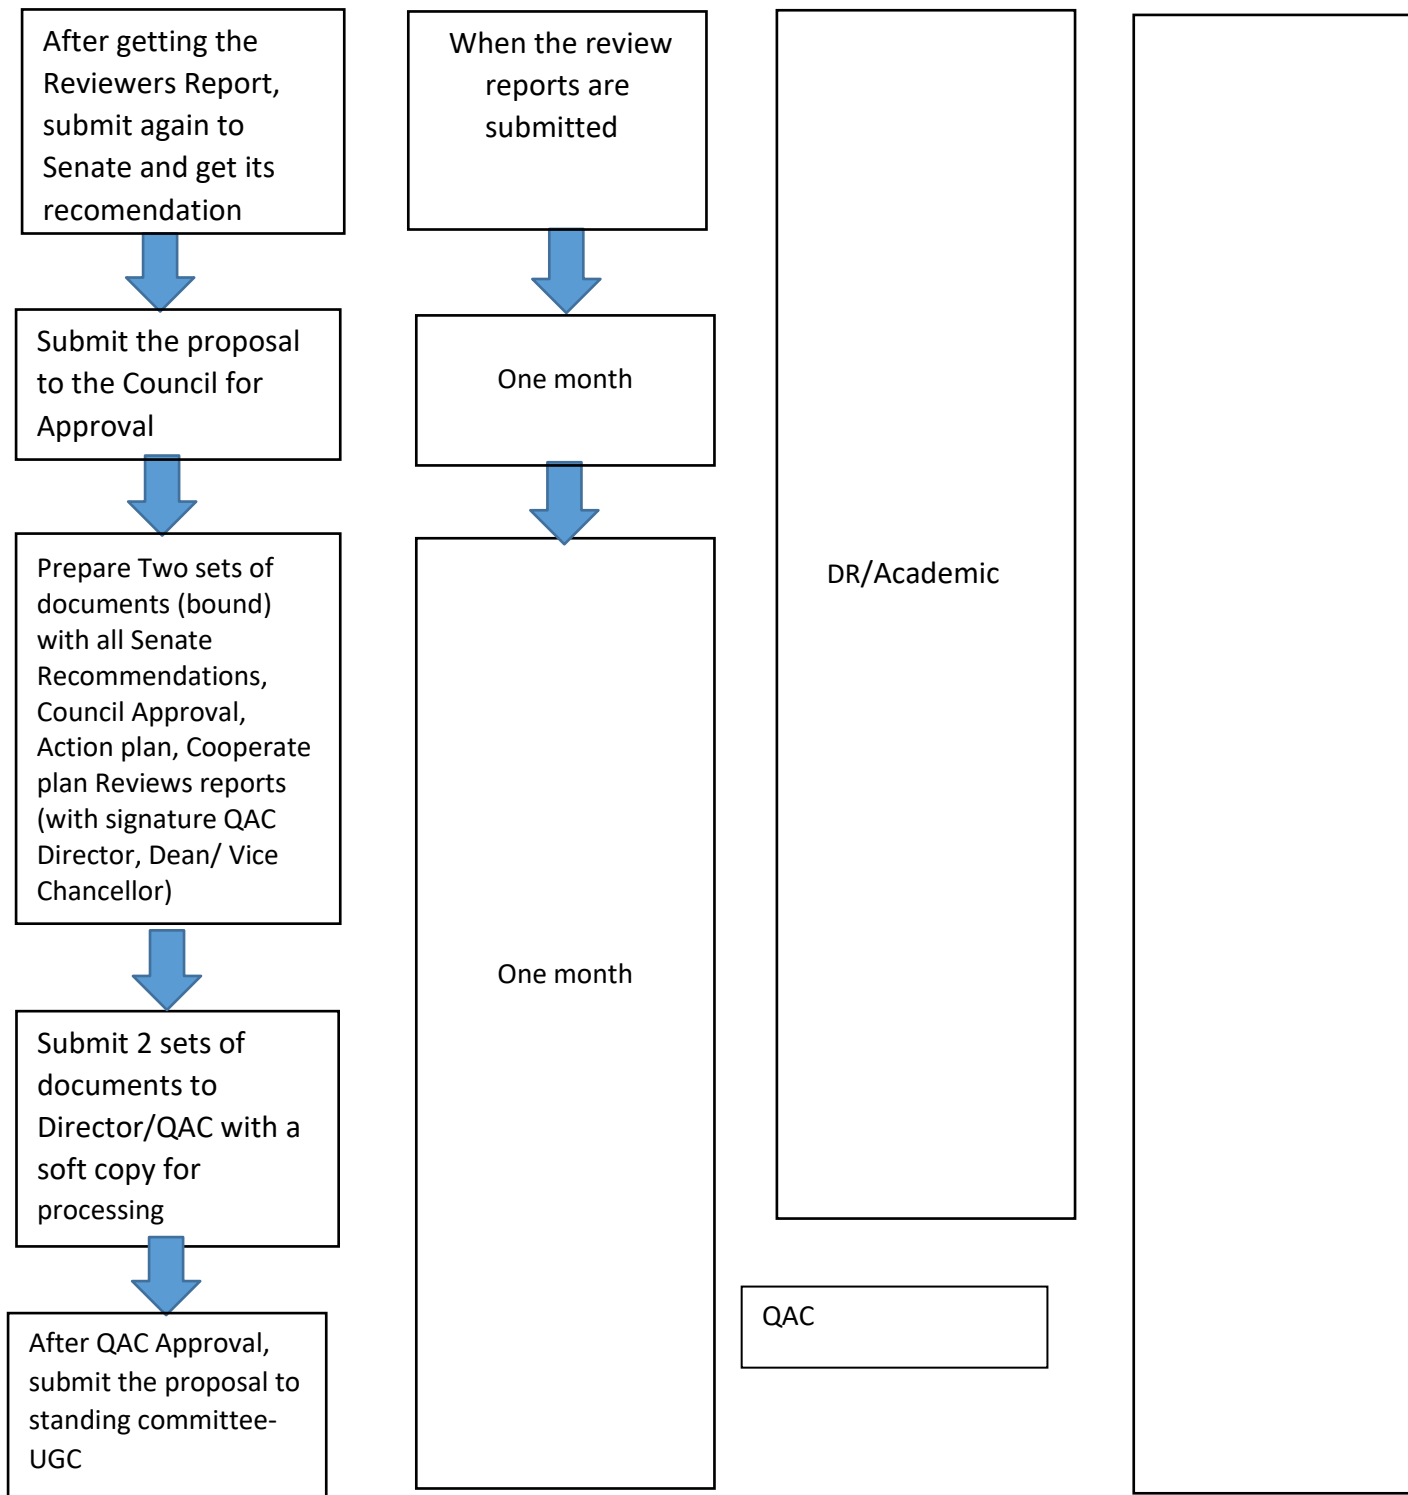 After getting the
Reviewers Report,
submit again to
Senate and get its
recomendation
When the review
reports are
submitted
Submit the proposal
to the Council for
Approval
One month
Prepare Two sets of
documents (bound)
with all Senate
Recommendations,
Council Approval,
Action plan, Cooperate
plan Reviews reports
(with signature QAC
Director, Dean/ Vice
Chancellor)
DR/Academic
One month
Submit 2 sets of
documents to
Director/QAC with a
soft copy for
processing
QAC
After QAC Approval,
submit the proposal to
standing committee-
UGC